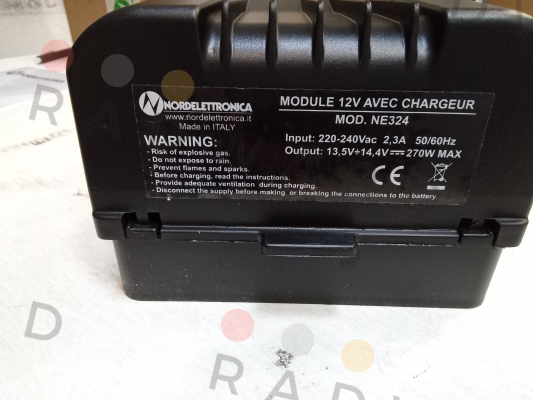 NORDELETTRONICA
www.nordelettronica.it
Made in ITALY
MODULE 12V AVEC CHARGEUR
MOD. NE324
Input: 220-240Vac 2,3A 50/60Hz
Output: 13,5V÷14,4V⎓270W MAX
WARNING:
- Risk of explosive gas.
- Do not expose to rain.
- Prevent flames and sparks.
- Before charging, read the instructions.
- Provide adequate ventilation during charging.
- Disconnect the supply before making or breaking the connections to the battery.
CE
R
D
RAD